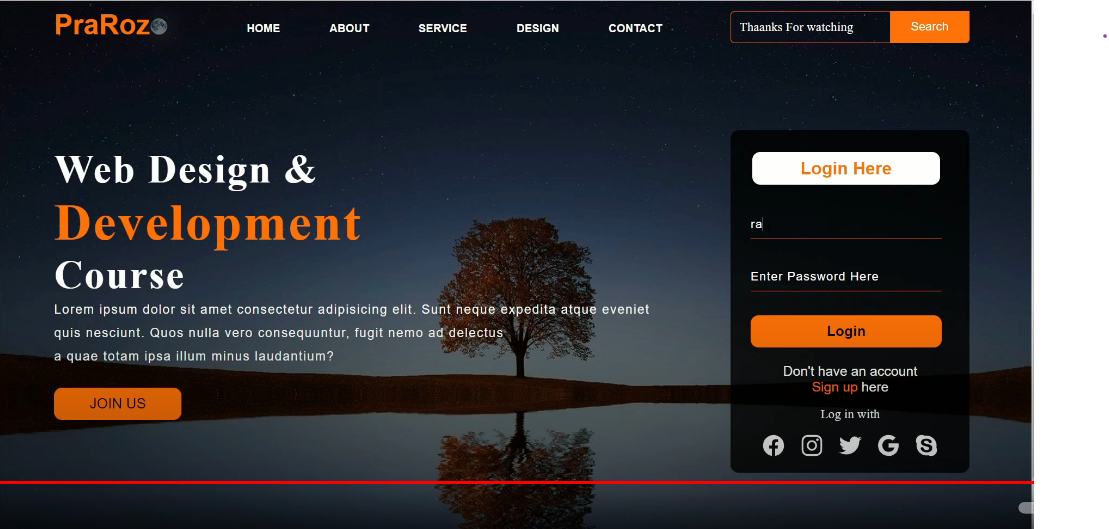 PraRoz
HOME ABOUT SERVICE DESIGN CONTACT
Thaanks For watching Search
Web Design &
Development
Course
Lorem ipsum dolor sit amet consectetur adipisicing elit. Sunt neque expedita atque eveniet
quis nesciunt. Quos nulla vero consequuntur, fugit nemo ad delectus
a quae totam ipsa illum minus laudantium?
JOIN US
Login Here
ra
Enter Password Here
Login
Don't have an account
Sign up here
Log in with